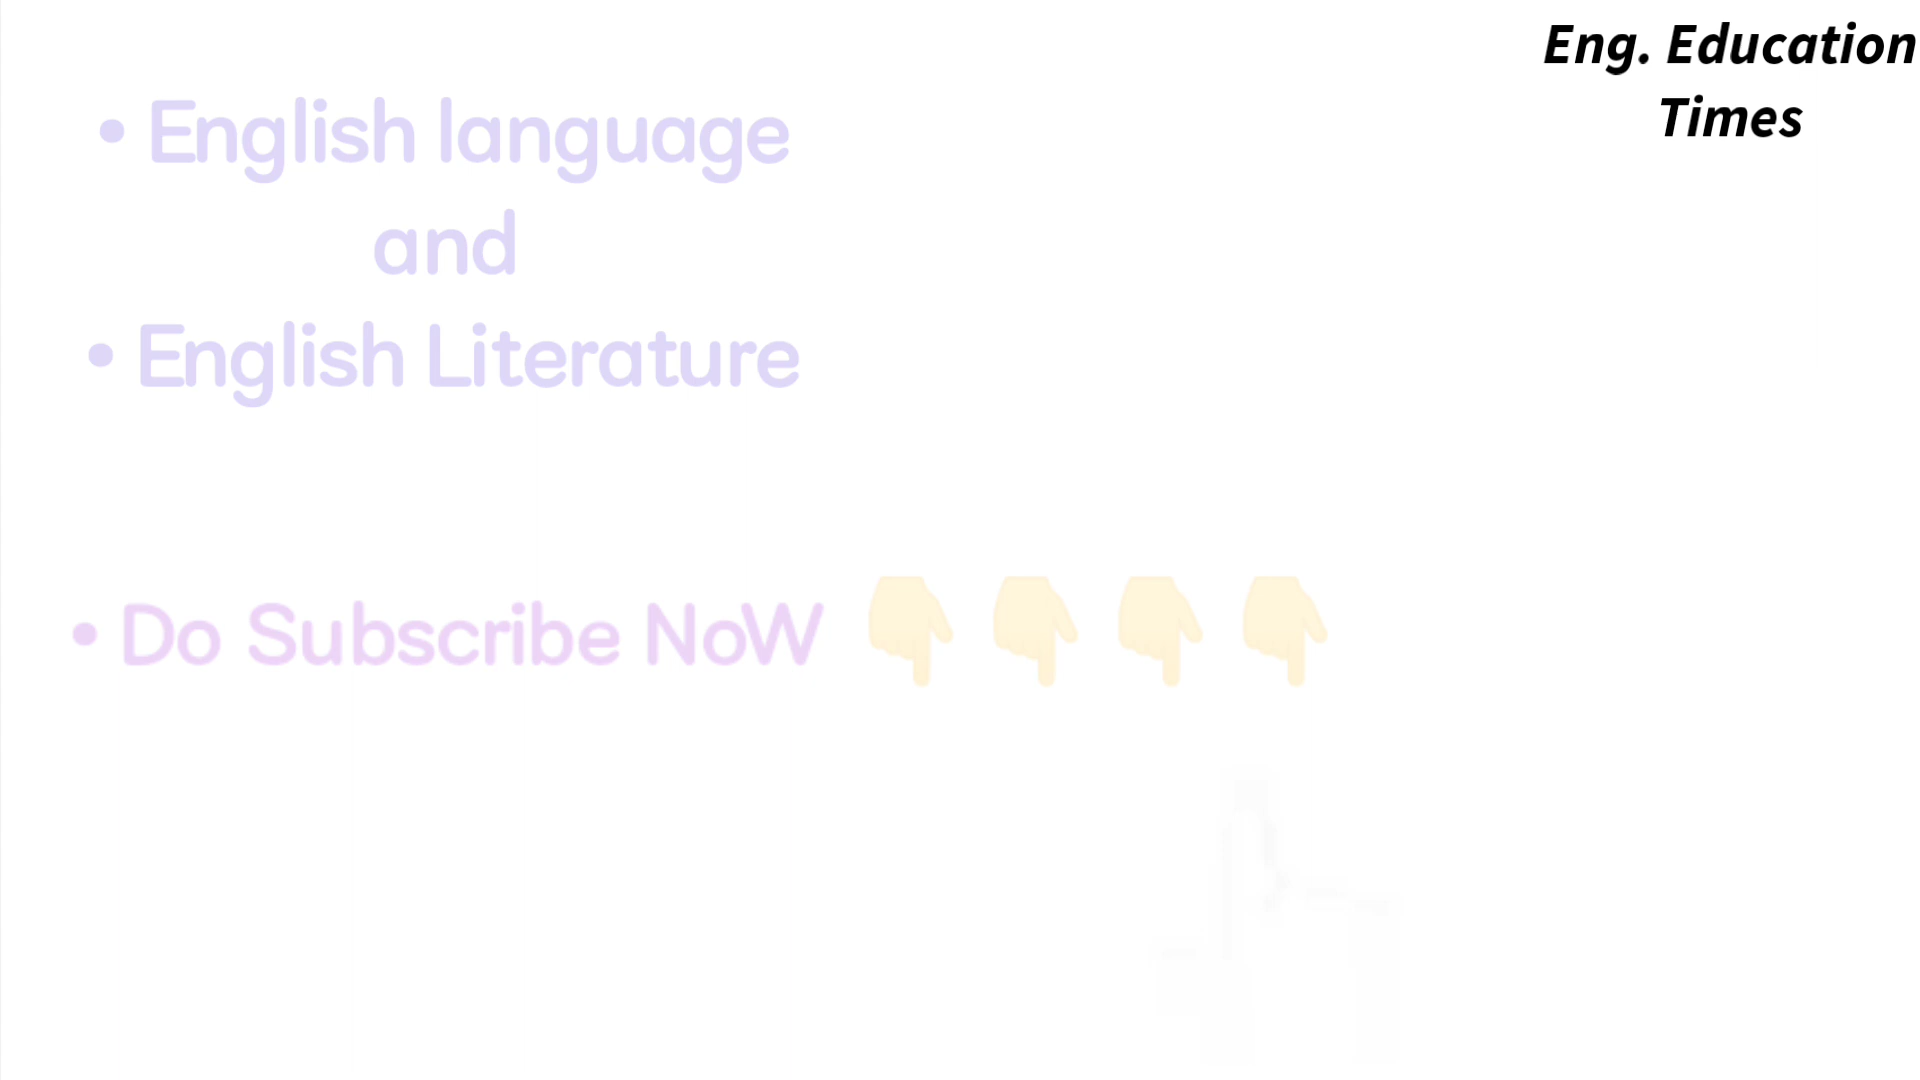 Eng. Education
Times
• English language
and
• English Literature
• Do Subscribe NoW 👇 👇 👇 👇